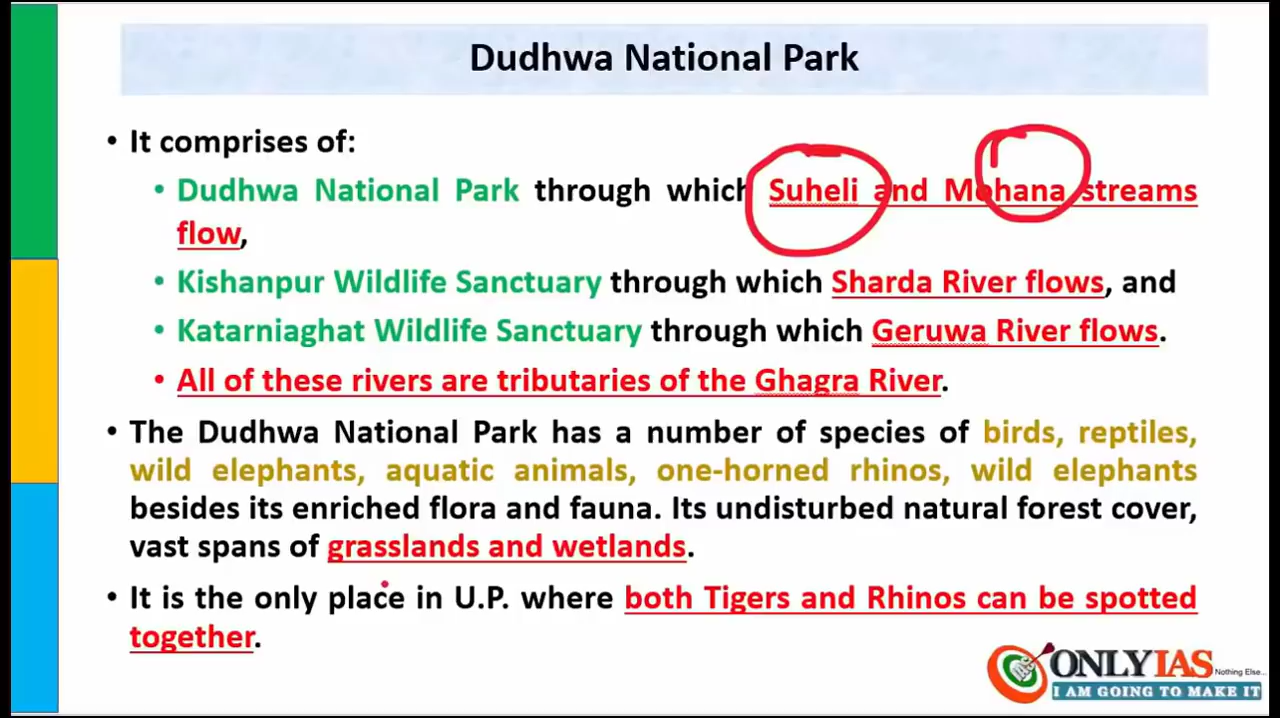 Dudhwa National Park
• It comprises of:
• Dudhwa National Park through which Suheli and Mohana streams
flow,
• Kishanpur Wildlife Sanctuary through which Sharda River flows, and
• Katarniaghat Wildlife Sanctuary through which Geruwa River flows.
• All of these rivers are tributaries of the Ghagra River.
• The Dudhwa National Park has a number of species of birds, reptiles,
wild elephants, aquatic animals, one-horned rhinos, wild elephants
besides its enriched flora and fauna. Its undisturbed natural forest cover,
vast spans of grasslands and wetlands.
• It is the only place in U.P. where both Tigers and Rhinos can be spotted
together.
ONLYIAS
Nothing Else...
I AM GOING TO MAKE IT